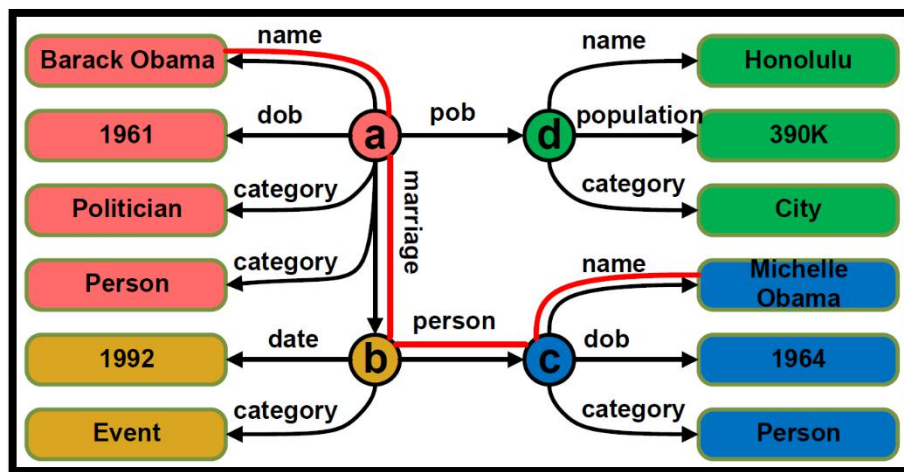 name
name
Barack Obama
Honolulu
dob
pob
population
1961
a
d
390K
category
category
Politician
City
marriage
category
name
Person
Michelle
Obama
person
date
dob
1992
b
c
1964
category
category
Event
Person